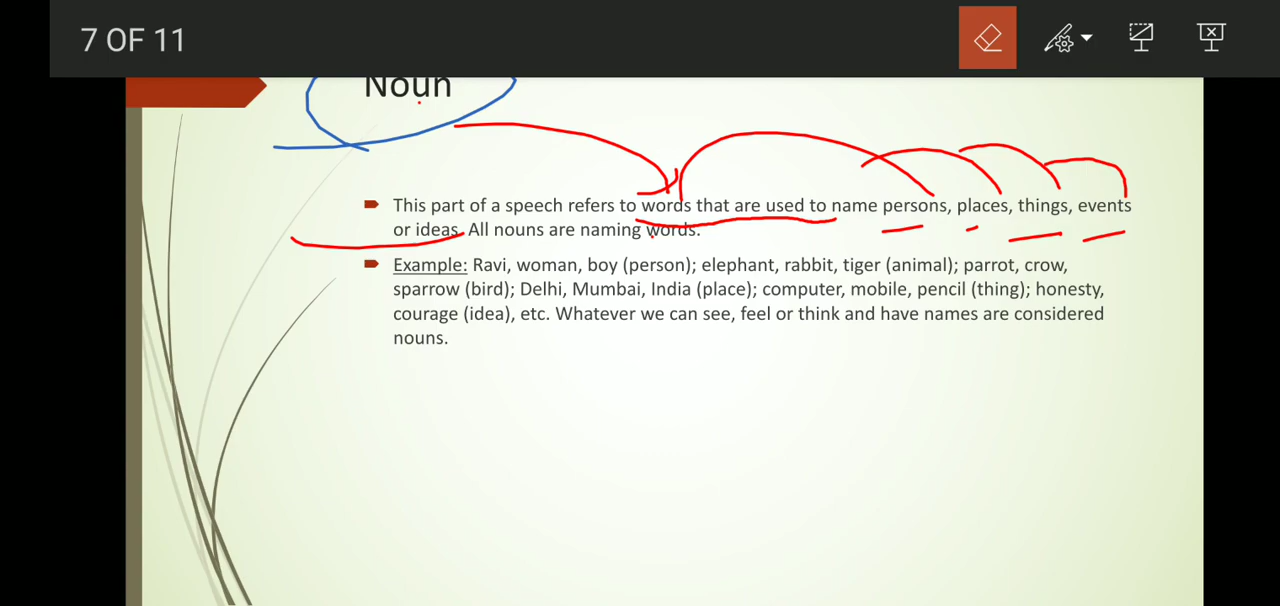 7 OF 11
Noun
This part of a speech refers to words that are used to name persons, places, things, events
or ideas. All nouns are naming words.
Example: Ravi, woman, boy (person); elephant, rabbit, tiger (animal); parrot, crow,
sparrow (bird); Delhi, Mumbai, India (place); computer, mobile, pencil (thing); honesty,
courage (idea), etc. Whatever we can see, feel or think and have names are considered
nouns.